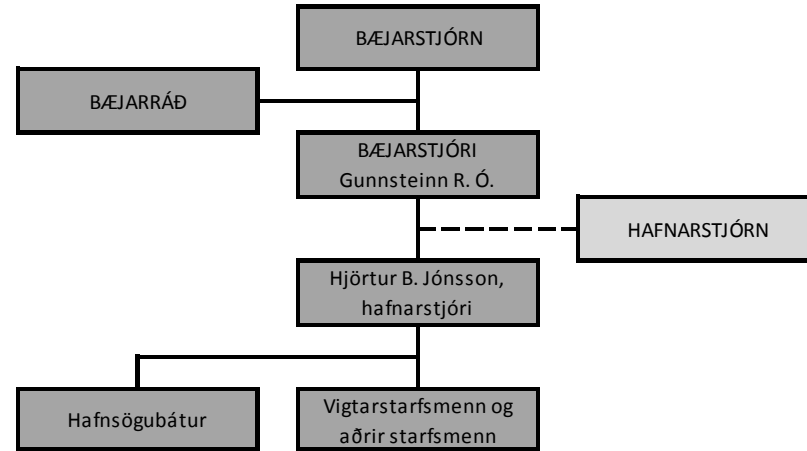 BÆJARSTJÓRN
BÆJARRÁÐ
BÆJARSTJÓRI
Gunnsteinn R. Ó.
HAFNARSTJÓRN
Hjörtur B. Jónsson,
hafnarstjóri
Hafnsögubátur
Vigtarstarfsmenn og
aðrir starfsmenn